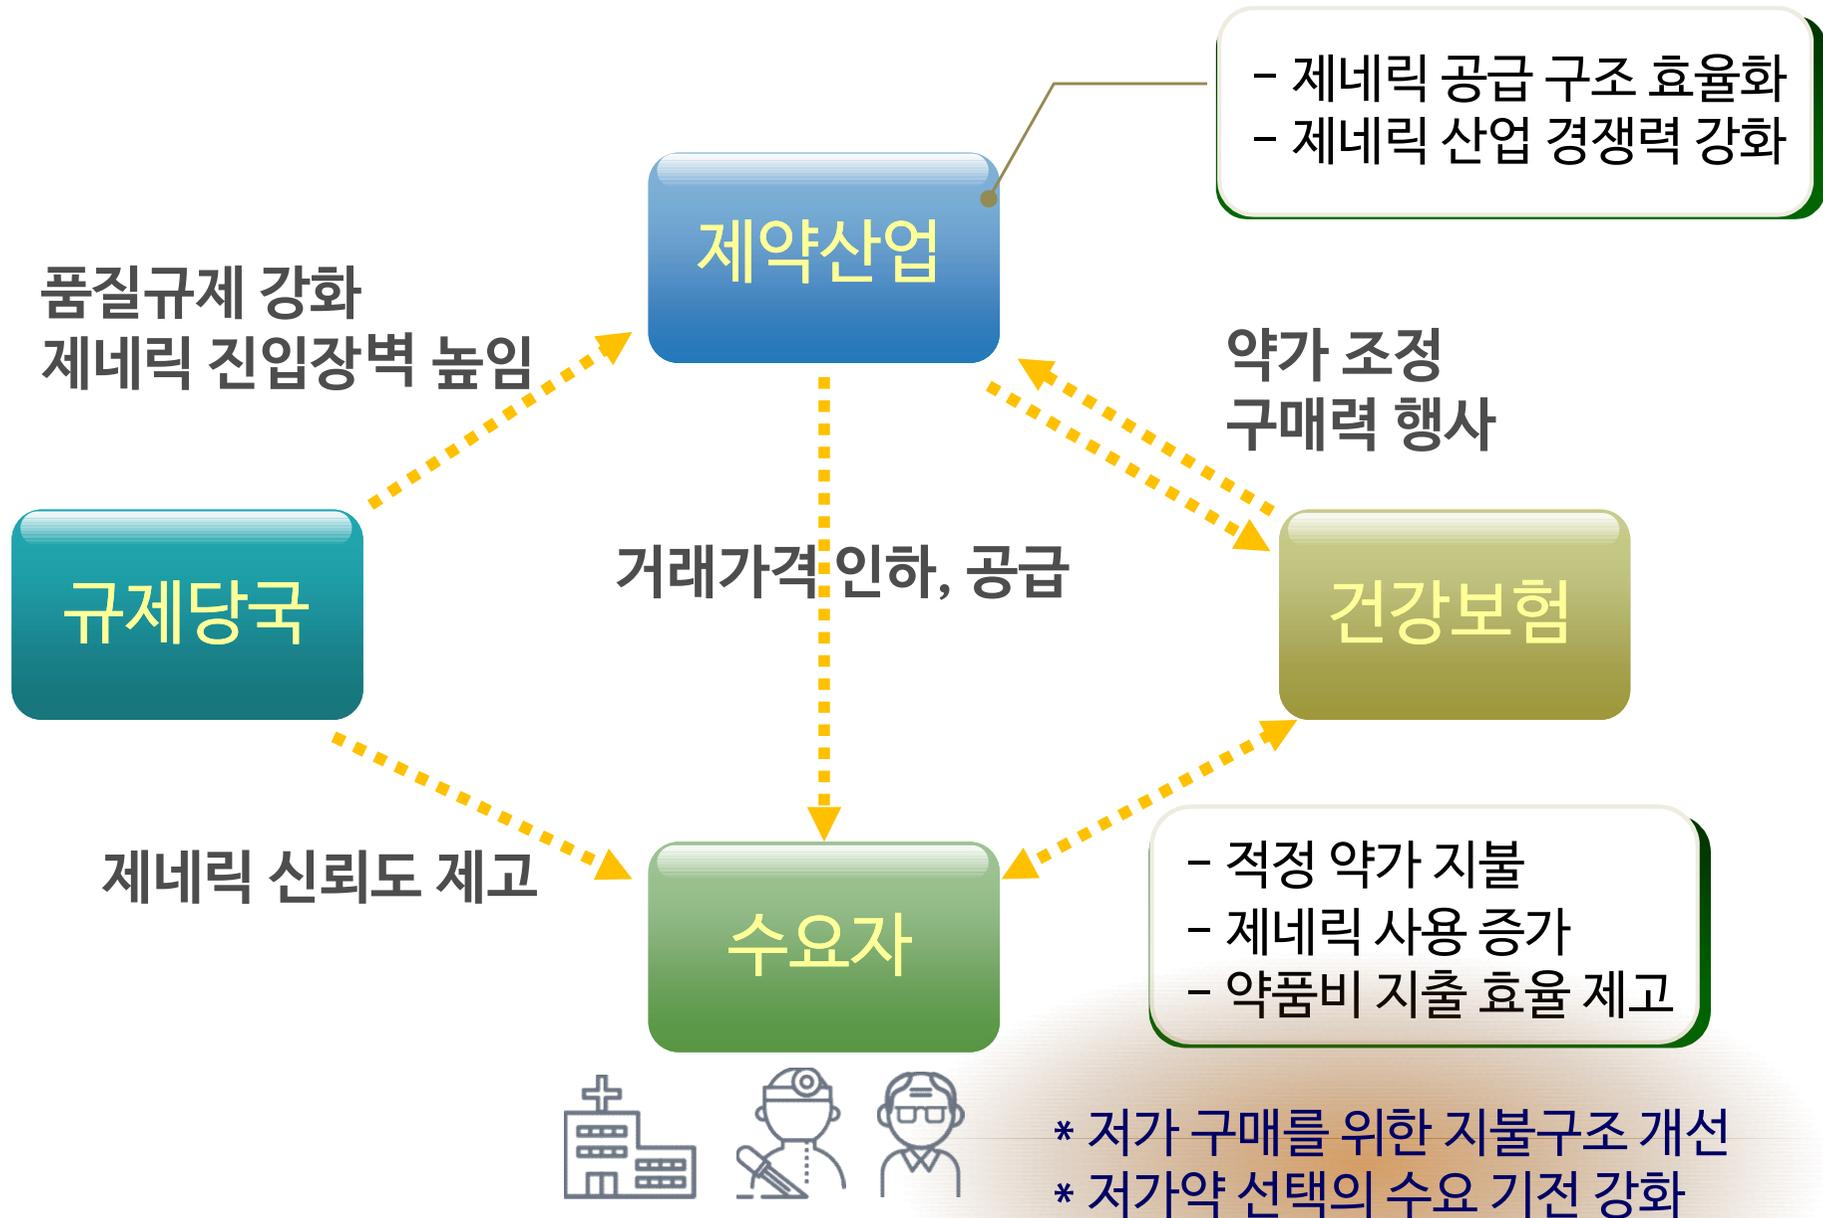 - 제네릭 공급 구조 효율화
- 제네릭 산업 경쟁력 강화
제약산업
품질규제 강화
제네릭 진입장벽 높임
약가 조정
구매력 행사
규제당국
거래가격 인하, 공급
건강보험
제네릭 신뢰도 제고
수요자
- 적정 약가 지불
- 제네릭 사용 증가
- 약품비 지출 효율 제고
* 저가 구매를 위한 지불구조 개선
* 저가약 선택의 수요 기전 강화